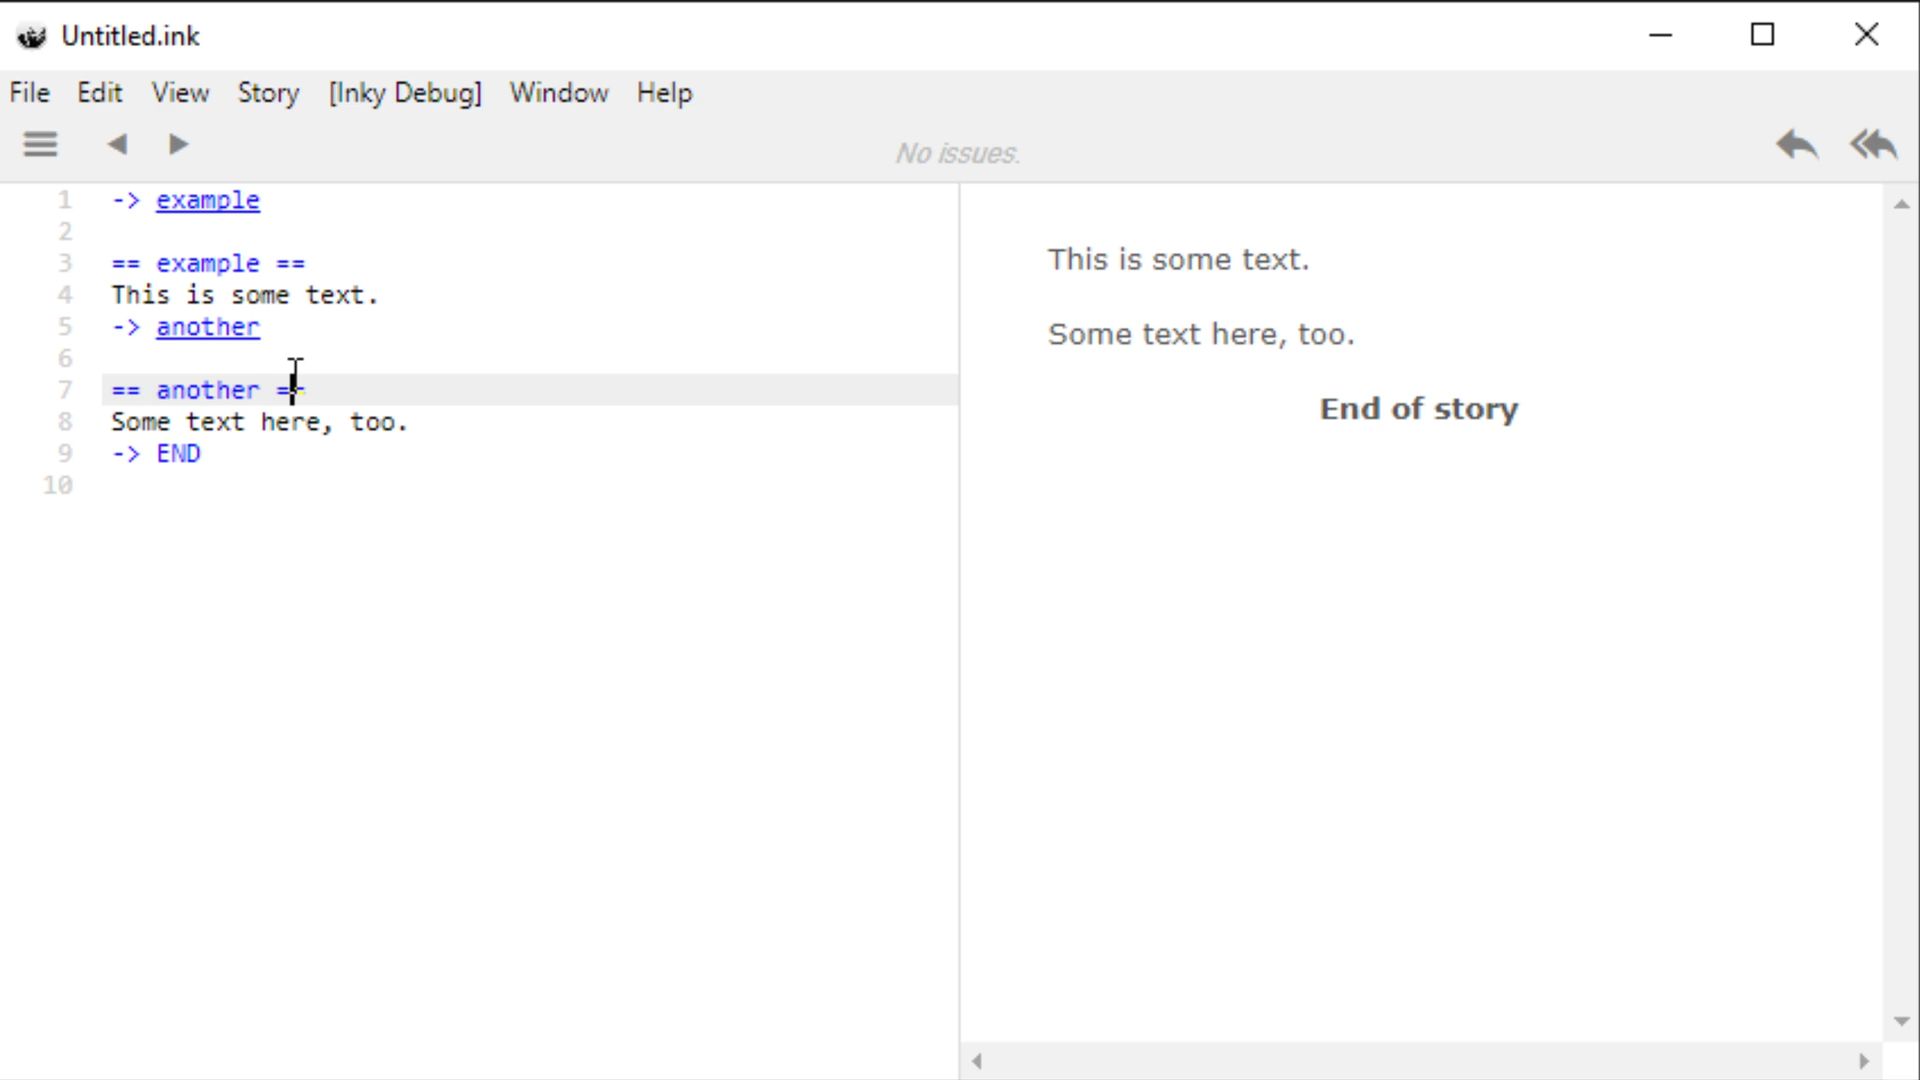 Untitled.ink
File Edit View Story [Inky Debug] Window Help
No issues.
1 -> example
2
3 == example ==
4 This is some text.
5 -> another
6
7 == another ==
8 Some text here, too.
9 -> END
10
This is some text.
Some text here, too.
End of story